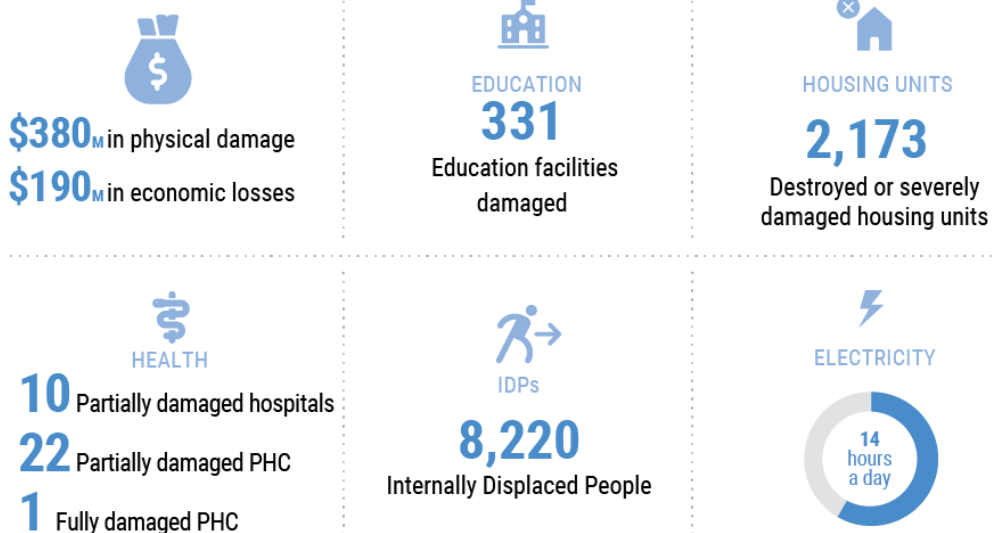 $380M in physical damage
$190M in economic losses
EDUCATION
331
Education facilities
damaged
HOUSING UNITS
2,173
Destroyed or severely
damaged housing units
HEALTH
10 Partially damaged hospitals
22 Partially damaged PHC
1 Fully damaged PHC
IDPs
8,220
Internally Displaced People
ELECTRICITY
14
hours
a day